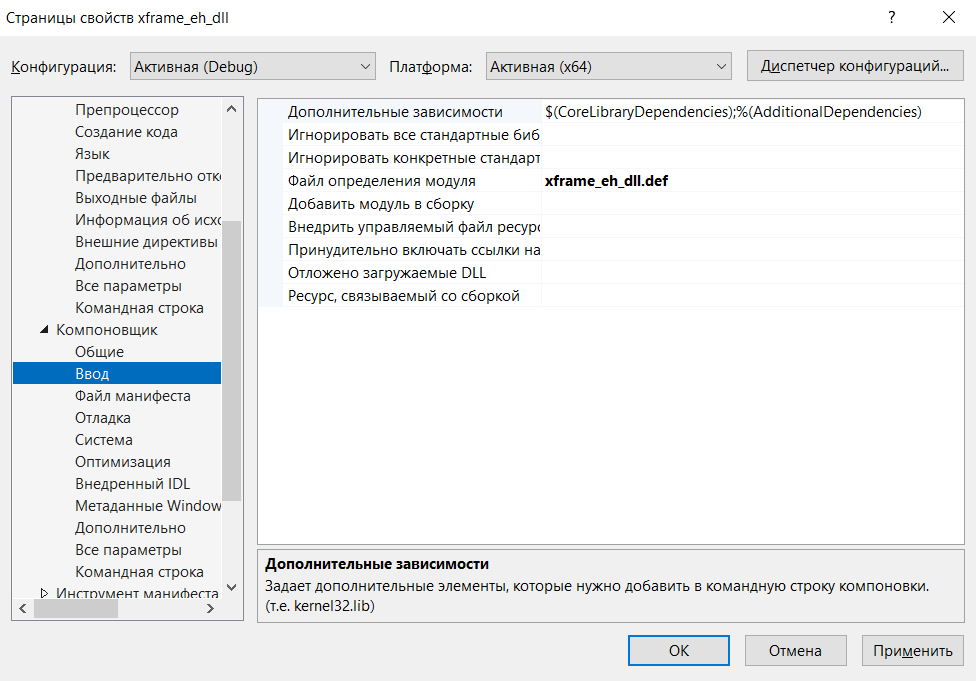 Страницы свойств xframe_eh_dll
?
Конфигурация: Активная (Debug) Платформа: Активная (x64) Диспетчер конфигураций...
Препроцессор
Создание кода
Язык
Предварительно отко
Выходные файлы
Информация об исхо
Внешние директивы
Дополнительно
Все параметры
Командная строка
Компоновщик
Общие
Ввод
Файл манифеста
Отладка
Система
Оптимизация
Внедренный IDL
Метаданные Window
Дополнительно
Все параметры
Командная строка
Инструмент манифеста
Дополнительные зависимости $(CoreLibraryDependencies);%(AdditionalDependencies)
Игнорировать все стандартные биб
Игнорировать конкретные стандарт
Файл определения модуля xframe_eh_dll.def
Добавить модуль в сборку
Внедрить управляемый файл ресурс
Принудительно включать ссылки на
Отложено загружаемые DLL
Ресурс, связываемый со сборкой
Дополнительные зависимости
Задает дополнительные элементы, которые нужно добавить в командную строку компоновки.
(т.е. kernel32.lib)
ОК Отмена Применить